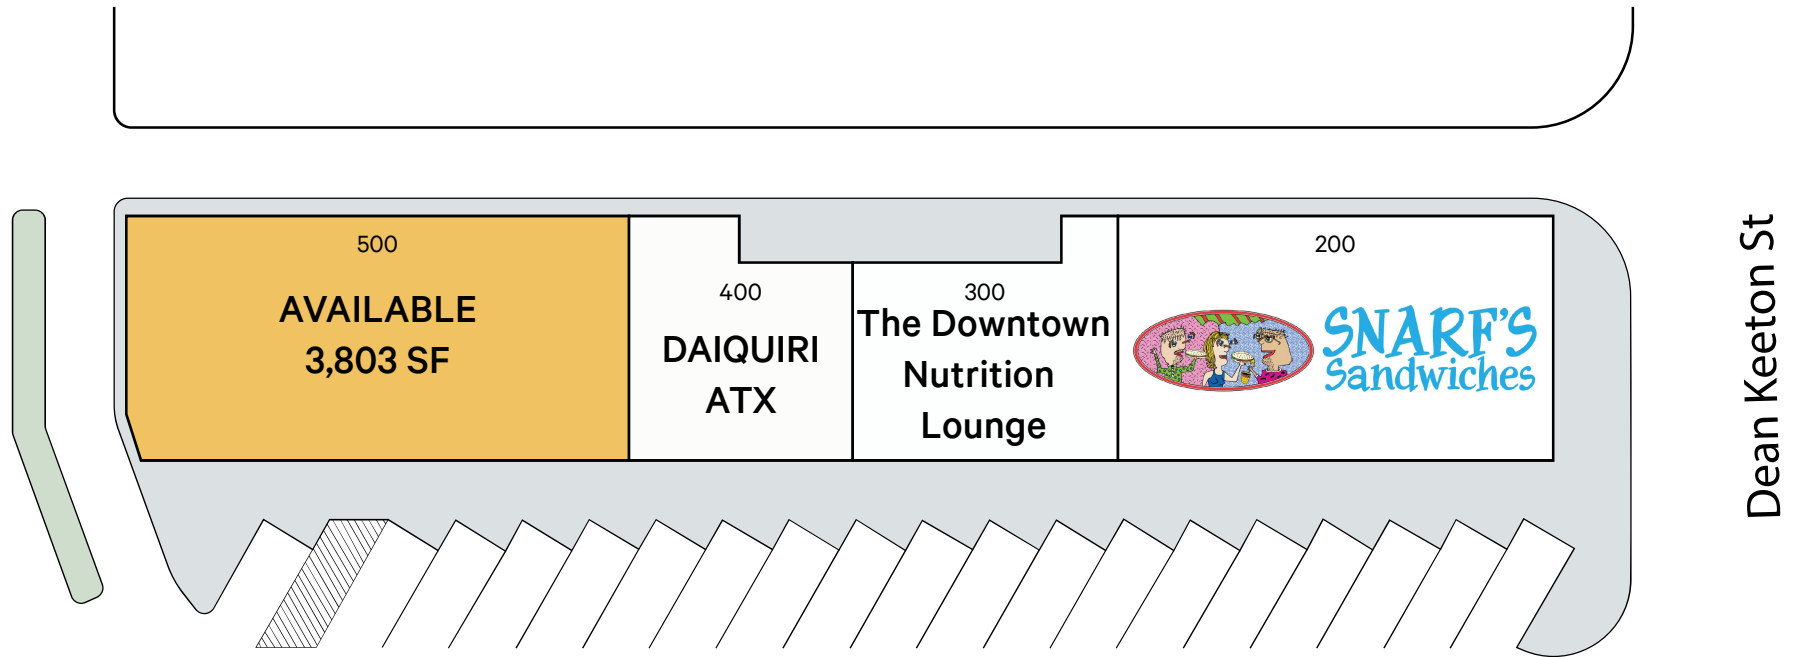 500
AVAILABLE
3,803 SF
400
DAIQUIRI
ATX
300
The Downtown
Nutrition
Lounge
200
SNARF'S
Sandwiches
Dean Keeton St